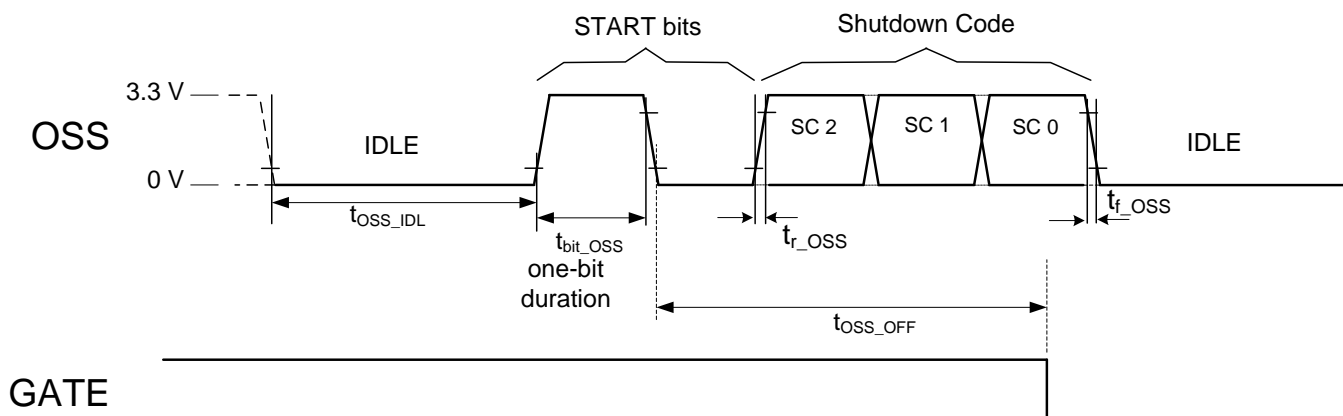 START bits
Shutdown Code
3.3 V
OSS
IDLE
SC 2
SC 1
SC 0
IDLE
0 V
tOSS_IDL
tbit_OSS
one-bit
duration
tr_OSS
tf_OSS
tOSS_OFF
GATE